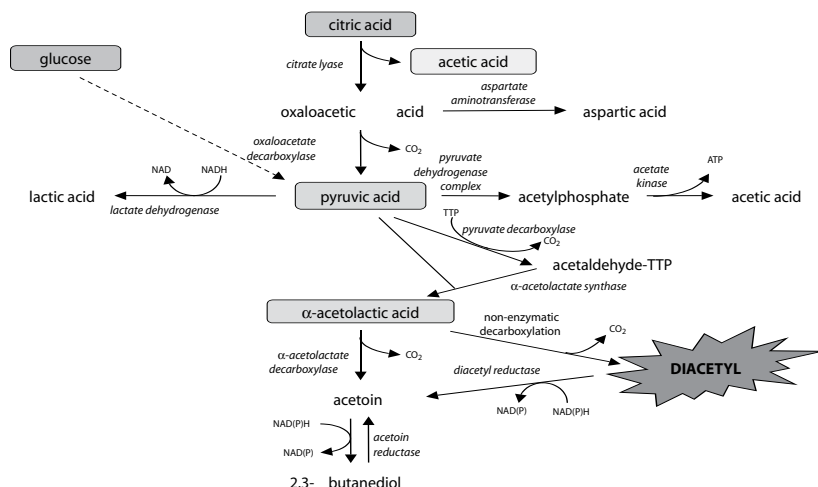 citric acid
glucose
citrate lyase
acetic acid
oxaloacetic acid
aspartate
aminotransferase
aspartic acid
oxaloacetate
decarboxylase
CO2
NAD
NADH
lactic acid
lactate dehydrogenase
pyruvic acid
pyruvate
dehydrogenase
complex
acetylphosphate
acetate
kinase
ATP
acetic acid
TTP
pyruvate decarboxylase
CO2
acetaldehyde-TTP
α-acetolactate synthase
α-acetolactic acid
non-enzymatic
decarboxylation
CO2
α-acetolactate
decarboxylase
CO2
diacetyl reductase
DIACETYL
acetoin
NAD(P)
NAD(P)H
NAD(P)H
NAD(P)
acetoin
reductase
2,3- butanediol